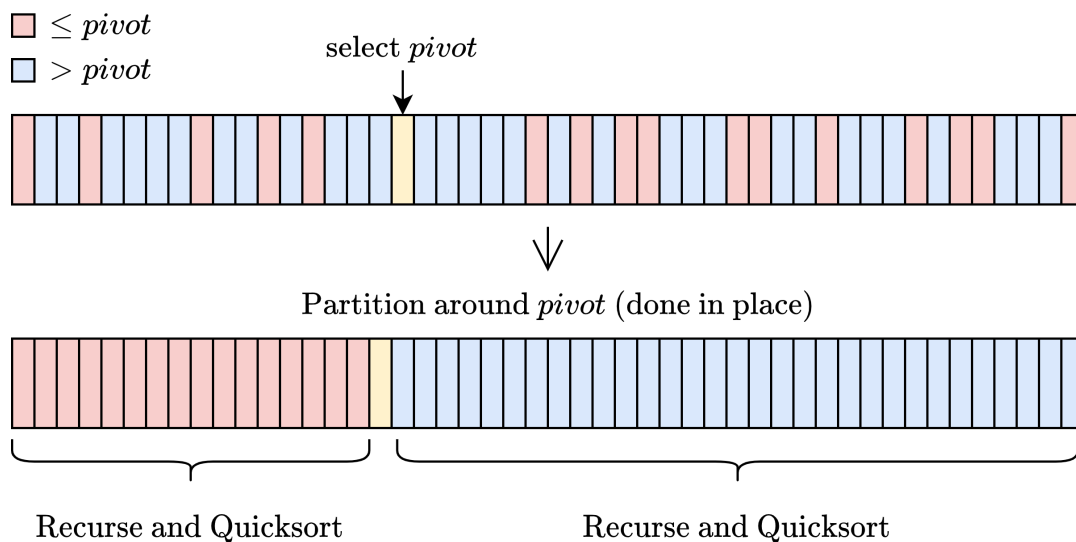 ≤ pivot
> pivot
select pivot
Partition around pivot (done in place)
Recurse and Quicksort
Recurse and Quicksort